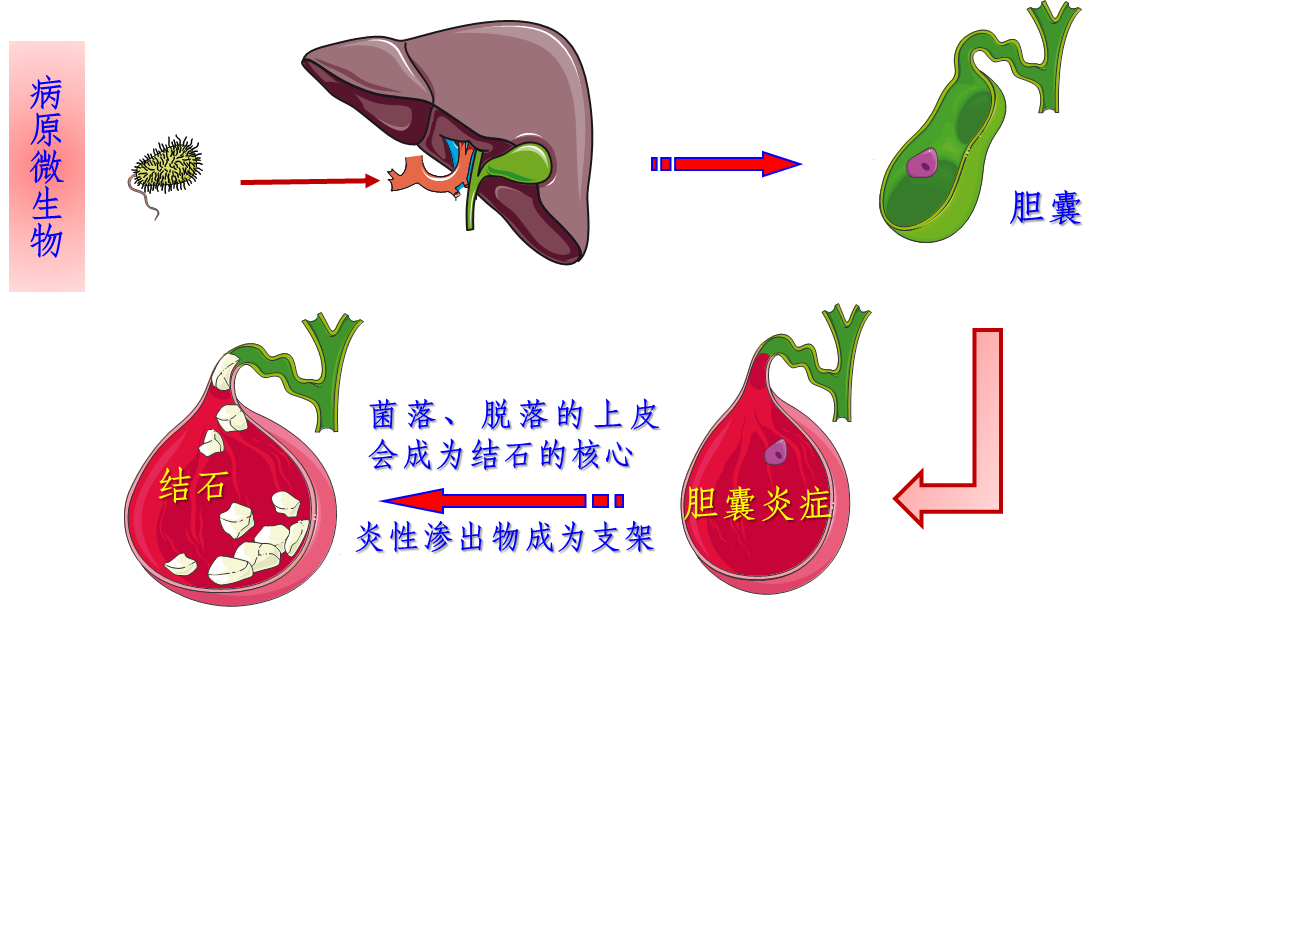 病原微生物
胆囊
菌落、脱落的上皮
会成为结石的核心
结石
胆囊炎症
炎性渗出物成为支架